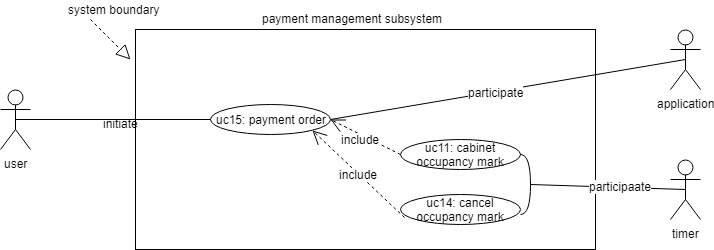 system boundary
payment management subsystem
participate
application
uc15: payment order
initiate
include
uc11: cabinet
occupancy mark
user
include
participaate
uc14: cancel
occupancy mark
timer